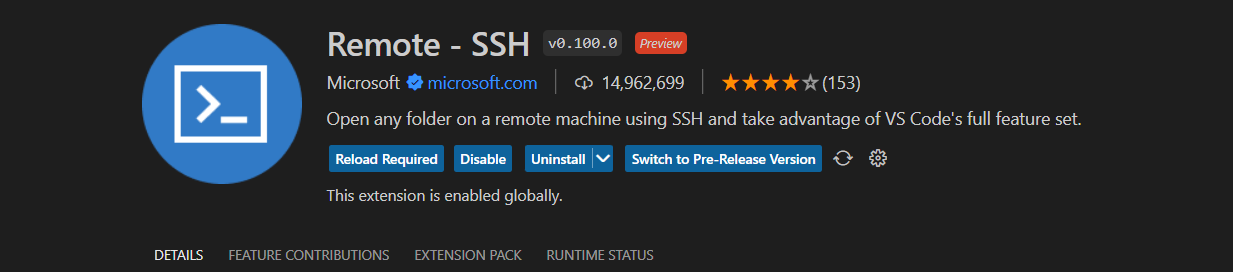 Remote - SSH v0.100.0 Preview
Microsoft microsoft.com 14,962,699 (153)
Open any folder on a remote machine using SSH and take advantage of VS Code's full feature set.
Reload Required Disable Uninstall Switch to Pre-Release Version
This extension is enabled globally.
DETAILS FEATURE CONTRIBUTIONS EXTENSION PACK RUNTIME STATUS